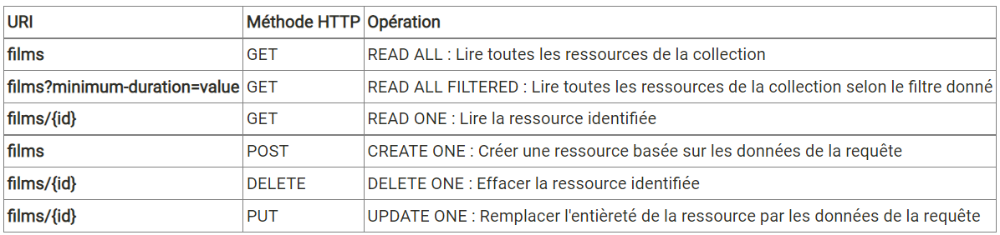 URI Méthode HTTP Opération
films GET READ ALL : Lire toutes les ressources de la collection
films?minimum-duration=value GET READ ALL FILTERED : Lire toutes les ressources de la collection selon le filtre donné
films/{id} GET READ ONE : Lire la ressource identifiée
films POST CREATE ONE : Créer une ressource basée sur les données de la requête
films/{id} DELETE DELETE ONE : Effacer la ressource identifiée
films/{id} PUT UPDATE ONE : Remplacer l'entièreté de la ressource par les données de la requête